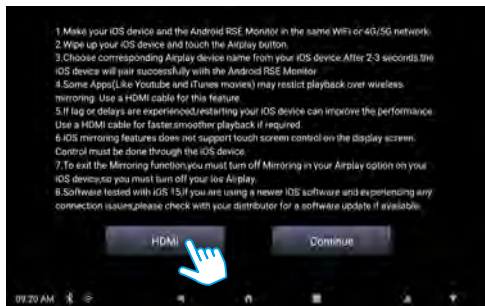 1.Make your iOS device and the Android RSE Monitor in the same WiFi or 4G/5G network.
2.Wipe up your iOS device and touch the Airplay button.
3.Choose corresponding Airplay device name from your iOS device.After 2-3 seconds.the
iOS device will pair successfully with the Android RSE Monitor
4.Some Apps(Like Youtube and iTunes movies) may restrict playback over wireless
mirroring. Use a HDMI cable for this feature.
5.If lag or delays are experienced,restarting your iOS device can improve the performance.
Use a HDMI cable for faster,smoother playback if required.
6.iOS mirroring features does not support touch screen control on the display screen.
Control must be done through the iOS device.
7.To exit the Mirroring function,you must turn off Mirroring in your Airplay option on your
iOS device,so you must turn off your ios Aliplay.
8.Software tested with iOS 15,If you are using a newer iOS software and experiencing any
connection issues,please check with your distributor for a software update if available.
HDMI
Continue
09:20 AM